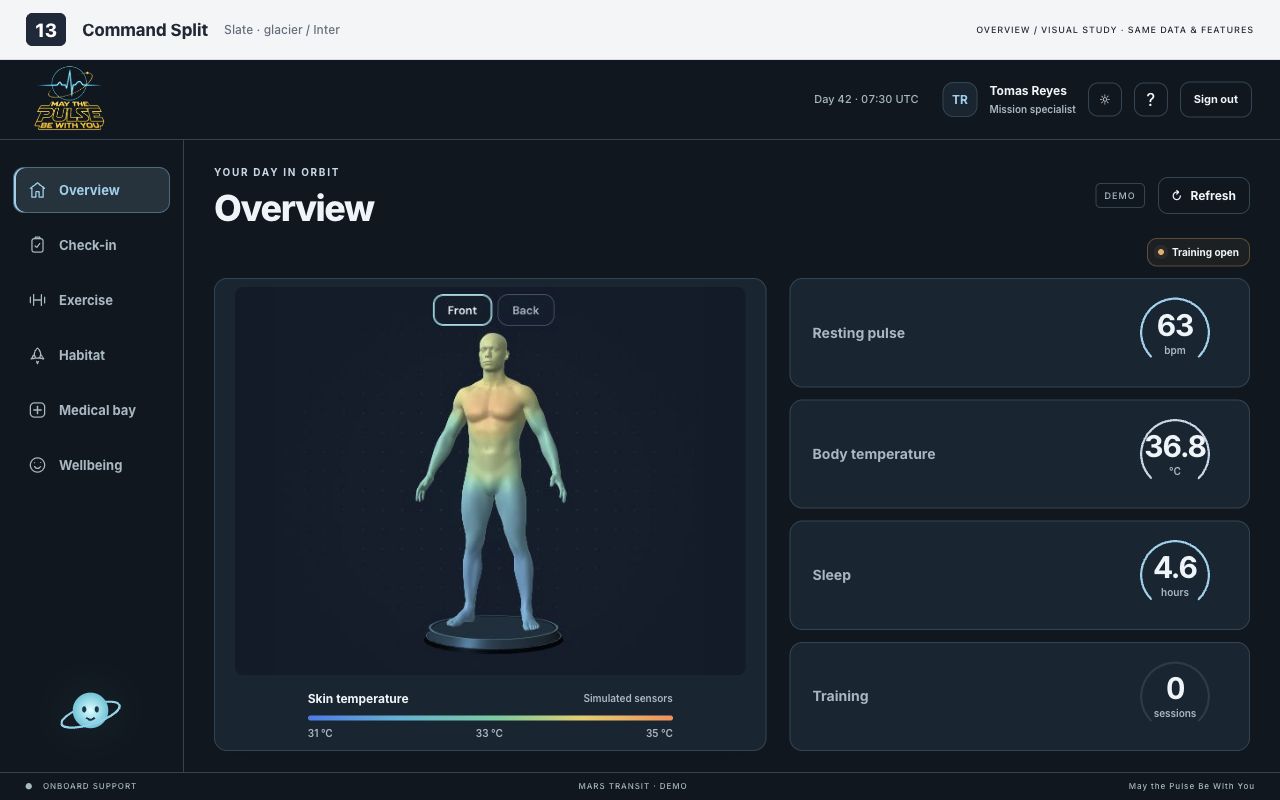 13 Command Split Slate · glacier / Inter OVERVIEW / VISUAL STUDY · SAME DATA & FEATURES
MAY THE
PULSE
BE WITH YOU
Day 42 · 07:30 UTC TR Tomas Reyes
Mission specialist
? Sign out
Overview
Check-in
Exercise
Habitat
Medical bay
Wellbeing
YOUR DAY IN ORBIT
Overview
DEMO Refresh
Training open
Front Back
Skin temperature Simulated sensors
31 °C 33 °C 35 °C
Resting pulse 63
bpm
Body temperature 36.8
°C
Sleep 4.6
hours
Training 0
sessions
ONBOARD SUPPORT MARS TRANSIT · DEMO May the Pulse Be With You